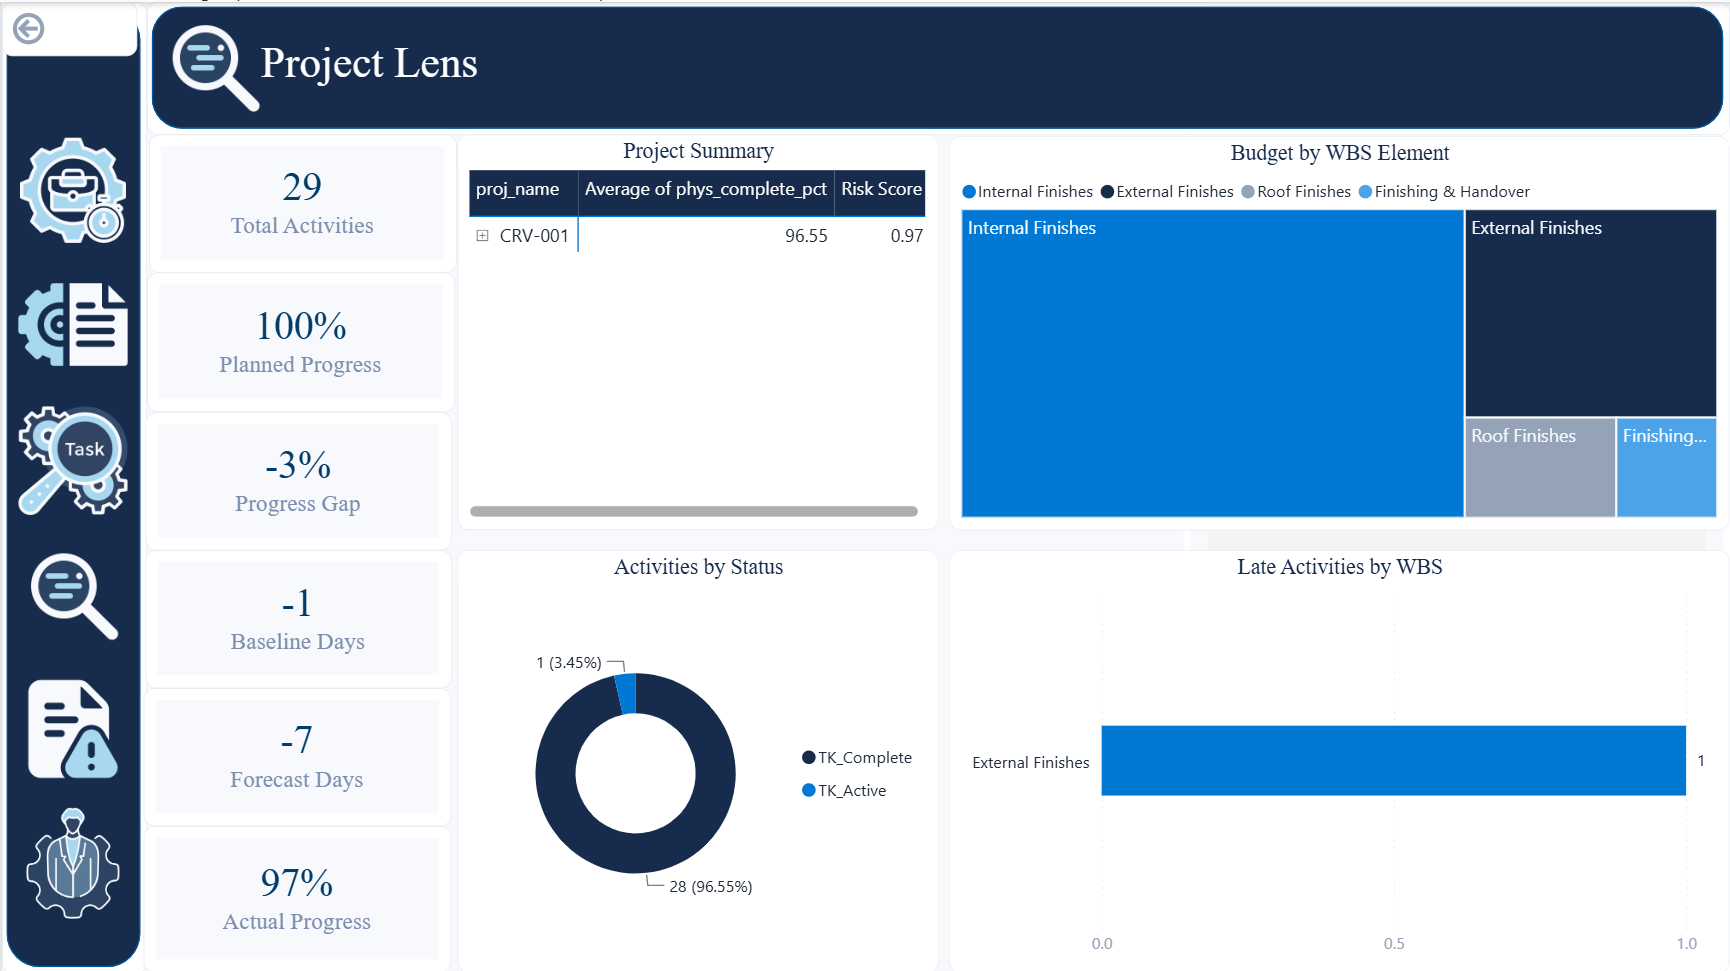 Project Lens
Task
29
Total Activities
100%
Planned Progress
-3%
Progress Gap
-1
Baseline Days
-7
Forecast Days
97%
Actual Progress
Project Summary
proj_name Average of phys_complete_pct Risk Score
CRV-001 96.55 0.97
Budget by WBS Element
Internal Finishes External Finishes Roof Finishes Finishing & Handover
Internal Finishes
External Finishes
Roof Finishes
Finishing...
Activities by Status
1 (3.45%)
28 (96.55%)
TK_Complete
TK_Active
Late Activities by WBS
External Finishes
1
0.0 0.5 1.0